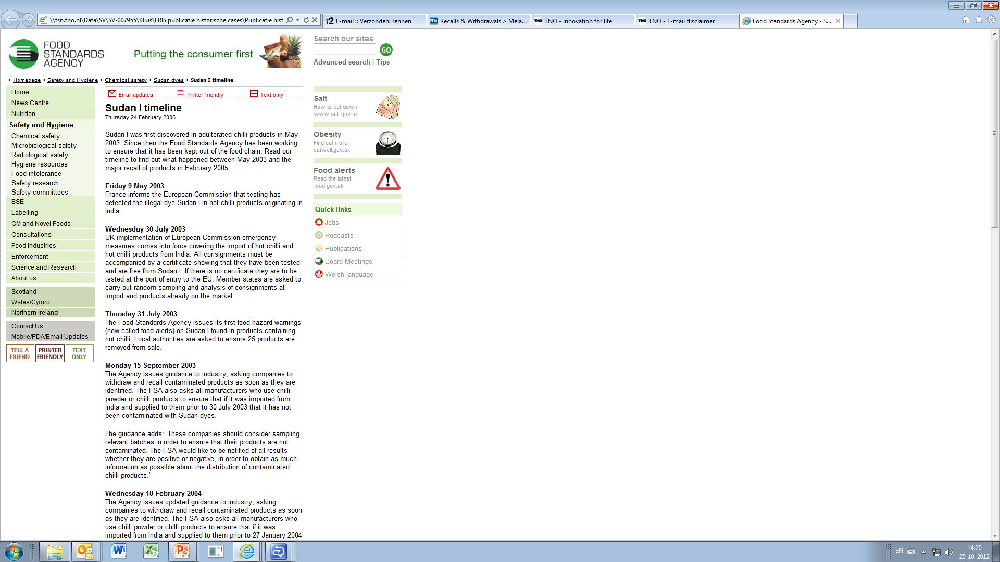 \\tsn.tno.nl\Data\SV\SV-007955\Kluis\ERIS publicatie historische cases\Publicatie hist
E-mail :: Verzonden: rennen
FDA Recalls & Withdrawals > Mela...
TNO TNO - innovation for life
TNO TNO - E-mail disclaimer
Food Standards Agency - S...
FOOD
STANDARDS
AGENCY
Putting the consumer first
Search our sites
GO
Advanced search | Tips
> Homepage > Safety and Hygiene > Chemical safety > Sudan dyes > Sudan I timeline
Home
News Centre
Nutrition
Safety and Hygiene
Chemical safety
Microbiological safety
Radiological safety
Hygiene resources
Food intolerance
Safety research
Safety committees
BSE
Labelling
GM and Novel Foods
Consultations
Food industries
Enforcement
Science and Research
About us
Scotland
Wales/Cymru
Northern Ireland
Contact Us
Mobile/PDA/Email Updates
TELL A
FRIEND
PRINTER
FRIENDLY
TEXT
ONLY
Email updates
Printer friendly
Text only
Sudan I timeline
Thursday 24 February 2005
Sudan I was first discovered in adulterated chilli products in May
2003. Since then the Food Standards Agency has been working
to ensure that it has been kept out of the food chain. Read our
timeline to find out what happened between May 2003 and the
major recall of products in February 2005.
Friday 9 May 2003
France informs the European Commission that testing has
detected the illegal dye Sudan I in hot chilli products originating in
India.
Wednesday 30 July 2003
UK implementation of European Commission emergency
measures comes into force covering the import of hot chilli and
hot chilli products from India. All consignments must be
accompanied by a certificate showing that they have been tested
and are free from Sudan I. If there is no certificate they are to be
tested at the port of entry to the EU. Member states are asked to
carry out random sampling and analysis of consignments at
import and products already on the market.
Thursday 31 July 2003
The Food Standards Agency issues its first food hazard warnings
(now called food alerts) on Sudan I found in products containing
hot chilli. Local authorities are asked to ensure 25 products are
removed from sale.
Monday 15 September 2003
The Agency issues guidance to industry, asking companies to
withdraw and recall contaminated products as soon as they are
identified. The FSA also asks all manufacturers who use chilli
powder or chilli products to ensure that if it was imported from
India and supplied to them prior to 30 July 2003 that it has not
been contaminated with Sudan dyes.
The guidance adds: ‘These companies should consider sampling
relevant batches in order to ensure that their products are not
contaminated. The FSA would like to be notified of all results
whether they are positive or negative, in order to obtain as much
information as possible about the distribution of contaminated
chilli products.’
Wednesday 18 February 2004
The Agency issues updated guidance to industry, asking
companies to withdraw and recall contaminated products as soon
as they are identified. The FSA also asks all manufacturers who
use chilli powder or chilli products to ensure that if it was
imported from India and supplied to them prior to 27 January 2004
Salt
How to cut down
www.salt.gov.uk
Obesity
Find out more
eatwell.gov.uk
Food alerts
Read the latest
food.gov.uk
Quick links
Jobs
Podcasts
Publications
Board Meetings
Welsh language
EN
14:20
25-10-2012